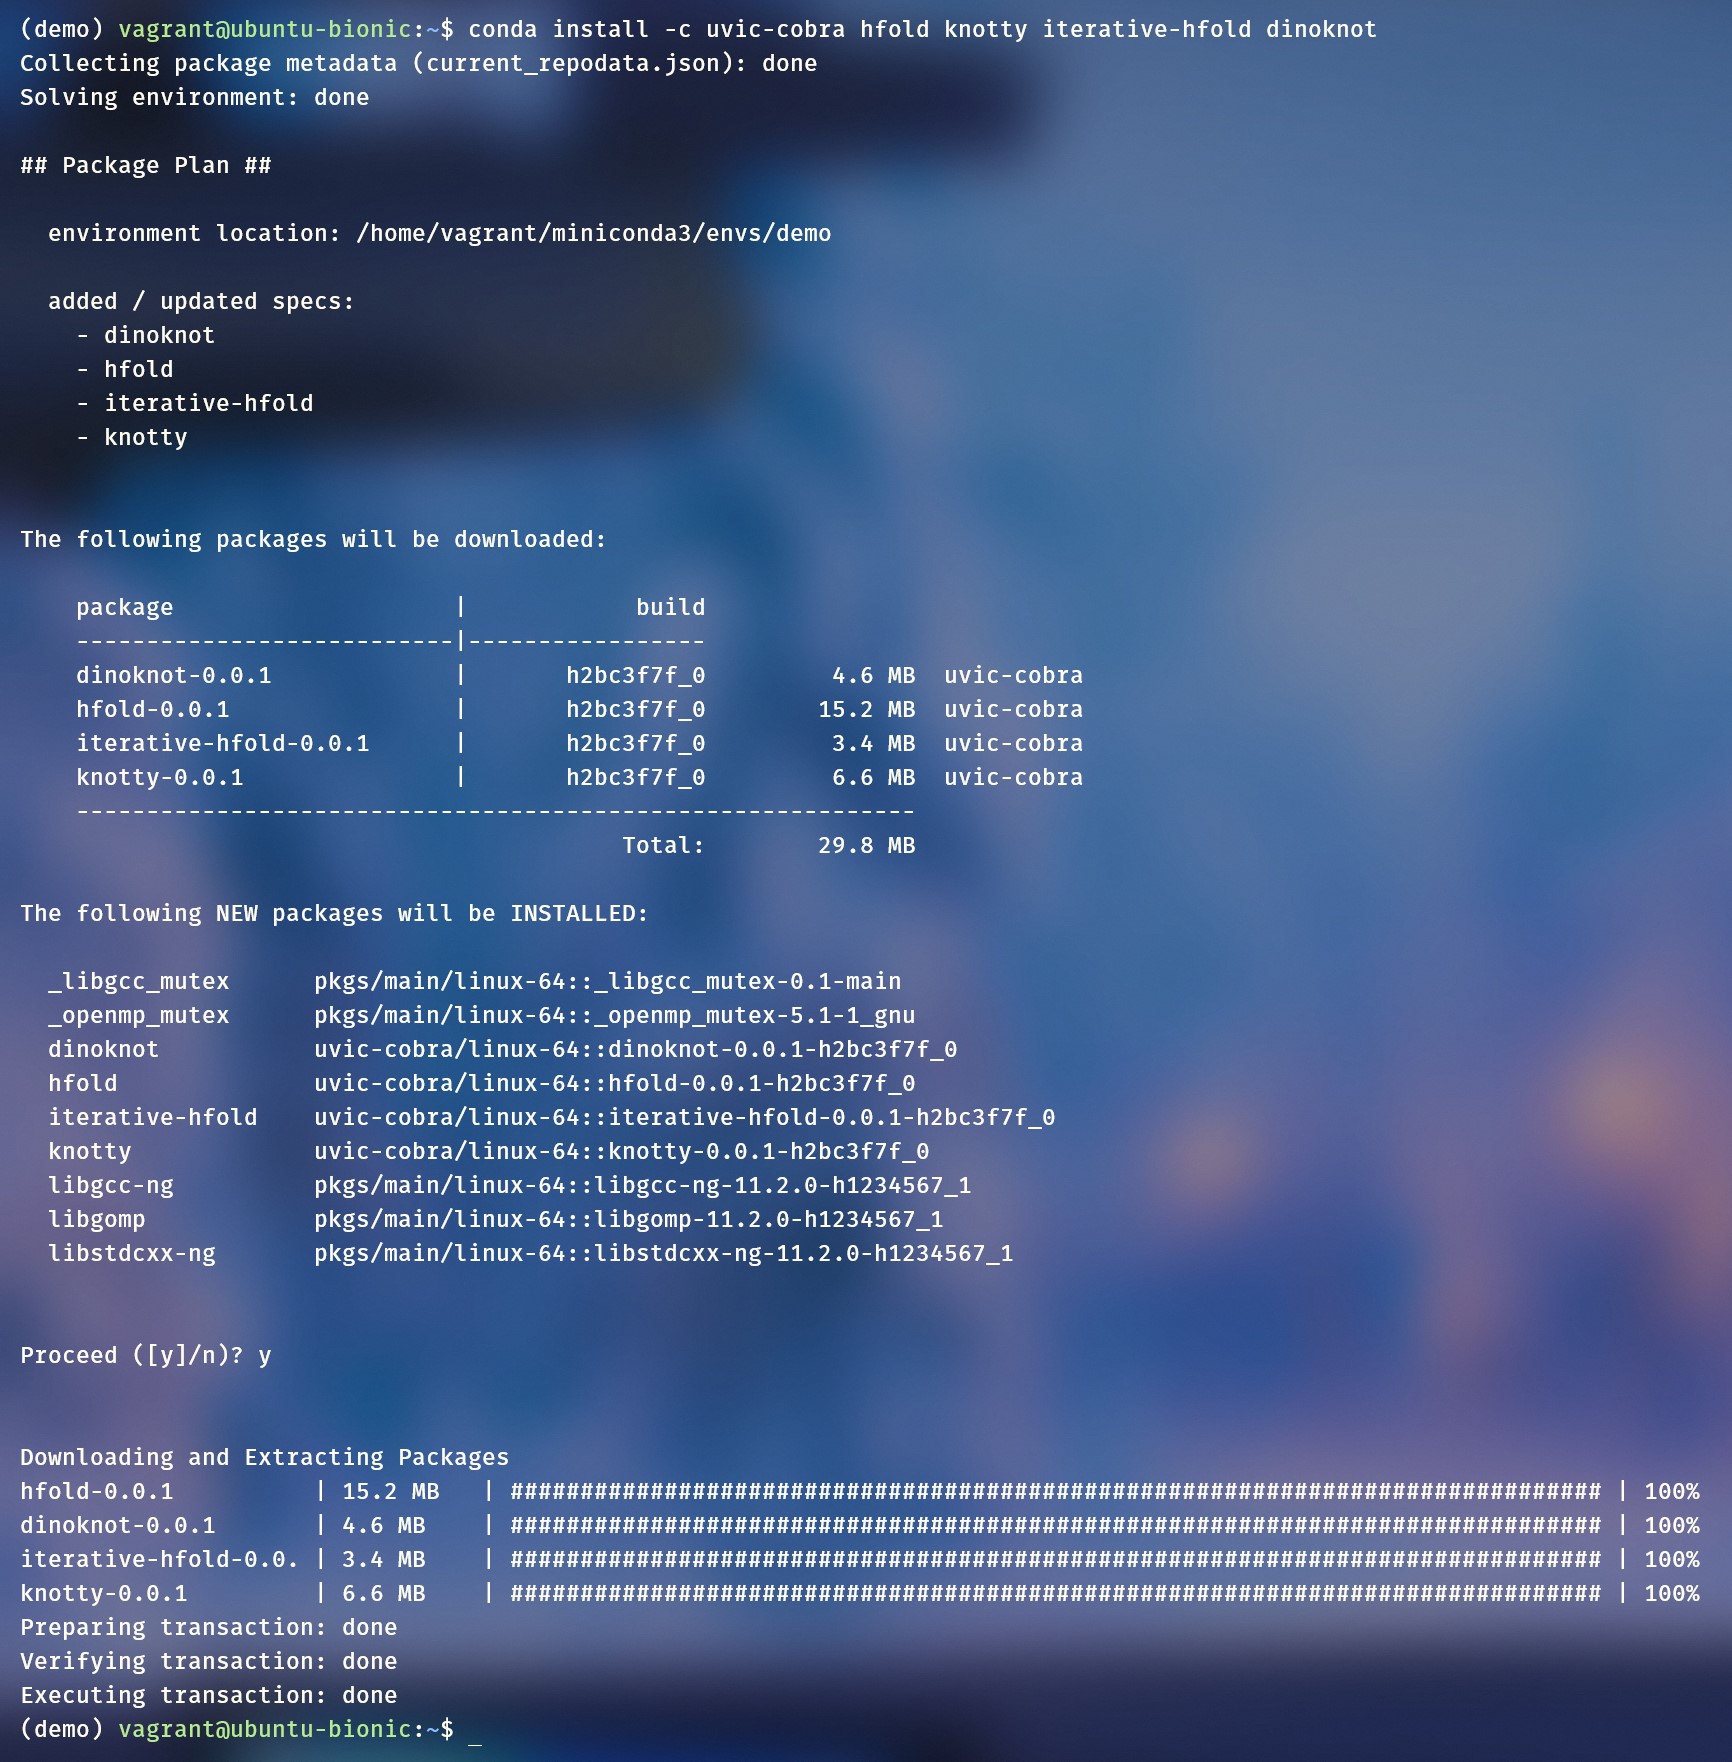 (demo) vagrant@ubuntu-bionic:~$ conda install -c uvic-cobra hfold knotty iterative-hfold dinoknot
Collecting package metadata (current_repodata.json): done
Solving environment: done
## Package Plan ##
  environment location: /home/vagrant/miniconda3/envs/demo
  added / updated specs:
    - dinoknot
    - hfold
    - iterative-hfold
    - knotty
The following packages will be downloaded:
    package                    |            build
    ---------------------------|-----------------
    dinoknot-0.0.1             |       h2bc3f7f_0         4.6 MB  uvic-cobra
    hfold-0.0.1                |       h2bc3f7f_0        15.2 MB  uvic-cobra
    iterative-hfold-0.0.1      |       h2bc3f7f_0         3.4 MB  uvic-cobra
    knotty-0.0.1               |       h2bc3f7f_0         6.6 MB  uvic-cobra
    ------------------------------------------------------------
                                           Total:        29.8 MB
The following NEW packages will be INSTALLED:
  _libgcc_mutex      pkgs/main/linux-64::_libgcc_mutex-0.1-main
  _openmp_mutex      pkgs/main/linux-64::_openmp_mutex-5.1-1_gnu
  dinoknot           uvic-cobra/linux-64::dinoknot-0.0.1-h2bc3f7f_0
  hfold              uvic-cobra/linux-64::hfold-0.0.1-h2bc3f7f_0
  iterative-hfold    uvic-cobra/linux-64::iterative-hfold-0.0.1-h2bc3f7f_0
  knotty             uvic-cobra/linux-64::knotty-0.0.1-h2bc3f7f_0
  libgcc-ng          pkgs/main/linux-64::libgcc-ng-11.2.0-h1234567_1
  libgomp            pkgs/main/linux-64::libgomp-11.2.0-h1234567_1
  libstdcxx-ng       pkgs/main/linux-64::libstdcxx-ng-11.2.0-h1234567_1
Proceed ([y]/n)? y
Downloading and Extracting Packages
hfold-0.0.1          | 15.2 MB   | ############################################################################## | 100%
dinoknot-0.0.1       | 4.6 MB    | ############################################################################## | 100%
iterative-hfold-0.0. | 3.4 MB    | ############################################################################## | 100%
knotty-0.0.1         | 6.6 MB    | ############################################################################## | 100%
Preparing transaction: done
Verifying transaction: done
Executing transaction: done
(demo) vagrant@ubuntu-bionic:~$ _